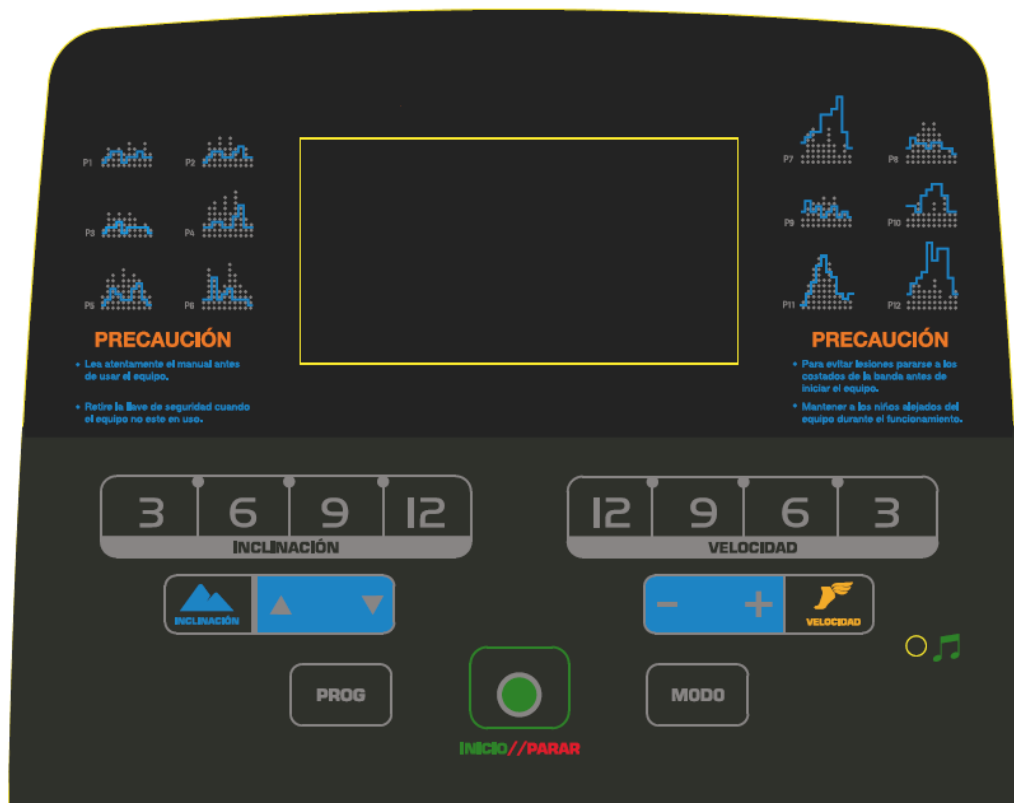 P1
P2
P3
P4
P5
P6
P7
P8
P9
P10
P11
P12
PRECAUCIÓN
• Lea atentamente el manual antes
de usar el equipo.
• Retire la llave de seguridad cuando
el equipo no este en uso.
PRECAUCIÓN
• Para evitar lesiones pararse a los
costados de la banda antes de
iniciar el equipo.
• Mantener a los niños alejados del
equipo durante el funcionamiento.
3 6 9 12
INCLINACIÓN
12 9 6 3
VELOCIDAD
INCLINACIÓN
- +
VELOCIDAD
PROG
MODO
INICIO//PARAR